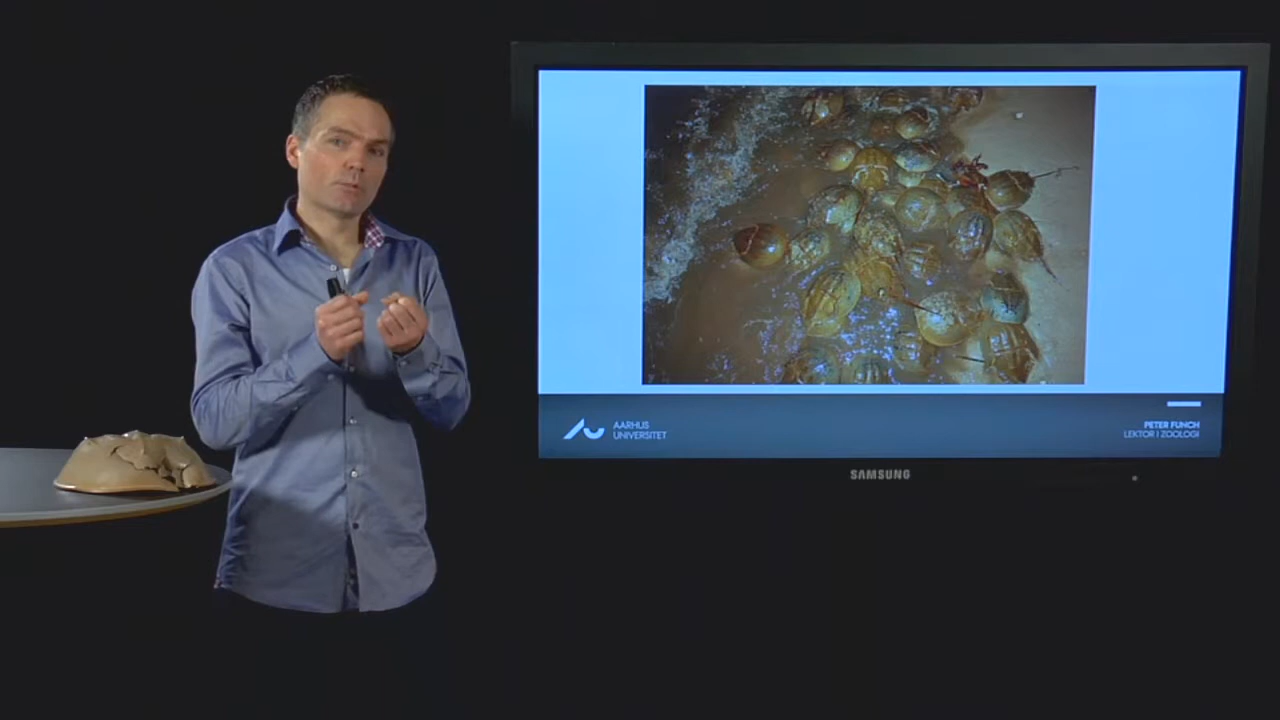 AARHUS
UNIVERSITET
PETER FUNCH
LEKTOR I ZOOLOGI
SAMSUNG